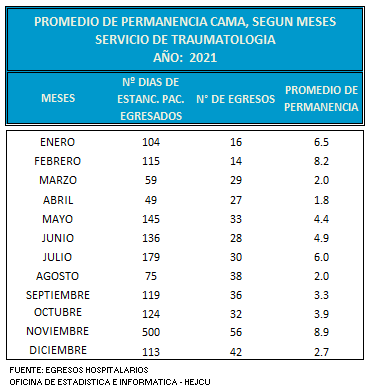 PROMEDIO DE PERMANENCIA CAMA, SEGUN MESES
SERVICIO DE TRAUMATOLOGIA
AÑO: 2021
MESES Nº DIAS DE ESTANC. PAC. EGRESADOS N° DE EGRESOS PROMEDIO DE PERMANENCIA
ENERO 104 16 6.5
FEBRERO 115 14 8.2
MARZO 59 29 2.0
ABRIL 49 27 1.8
MAYO 145 33 4.4
JUNIO 136 28 4.9
JULIO 179 30 6.0
AGOSTO 75 38 2.0
SEPTIEMBRE 119 36 3.3
OCTUBRE 124 32 3.9
NOVIEMBRE 500 56 8.9
DICIEMBRE 113 42 2.7
FUENTE: EGRESOS HOSPITALARIOS
OFICINA DE ESTADISTICA E INFORMATICA - HEJCU